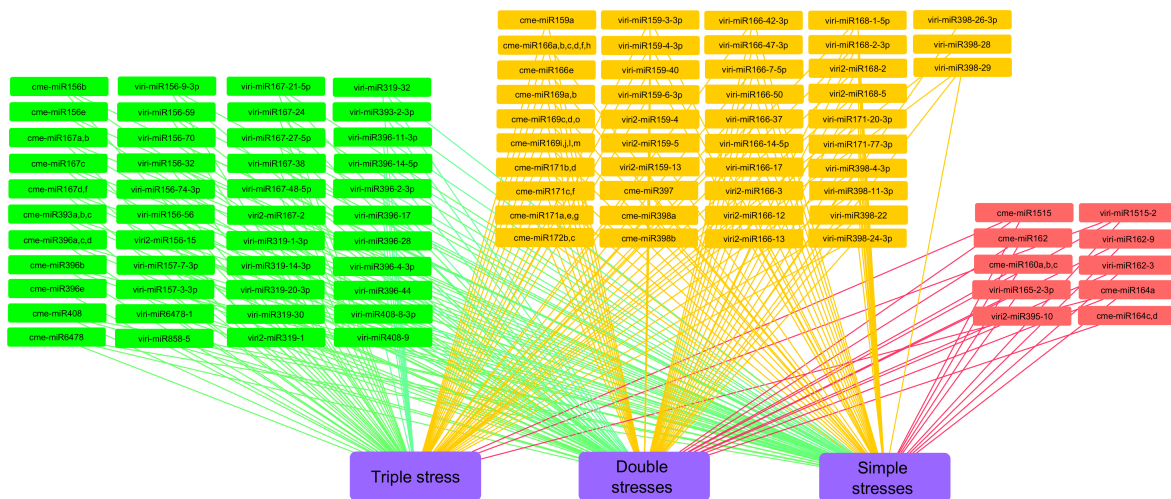 cme-miR156b
cme-miR156e
cme-miR167a,b
cme-miR167c
cme-miR167d,f
cme-miR393a,b,c
cme-miR396a,c,d
cme-miR396b
cme-miR396e
cme-miR408
cme-miR6478
viri-miR156-9-3p
viri-miR156-59
viri-miR156-70
viri-miR156-32
viri-miR156-74-3p
viri-miR156-56
viri2-miR156-15
viri-miR157-7-3p
viri-miR157-3-3p
viri-miR6478-1
viri-miR858-5
viri-miR167-21-5p
viri-miR167-24
viri-miR167-27-5p
viri-miR167-38
viri-miR167-48-5p
viri2-miR167-2
viri-miR319-1-3p
viri-miR319-14-3p
viri-miR319-20-3p
viri-miR319-30
viri2-miR319-1
viri-miR319-32
viri-miR393-2-3p
viri-miR396-11-3p
viri-miR396-14-5p
viri-miR396-2-3p
viri-miR396-17
viri-miR396-28
viri-miR396-4-3p
viri-miR396-44
viri-miR408-8-3p
viri-miR408-9
cme-miR159a
cme-miR166a,b,c,d,f,h
cme-miR166e
cme-miR169a,b
cme-miR169c,d,o
cme-miR169i,j,l,m
cme-miR171b,d
cme-miR171c,f
cme-miR171a,e,g
cme-miR172b,c
viri-miR159-3-3p
viri-miR159-4-3p
viri-miR159-40
viri-miR159-6-3p
viri2-miR159-4
viri2-miR159-5
viri2-miR159-13
cme-miR397
cme-miR398a
cme-miR398b
viri-miR166-42-3p
viri-miR166-47-3p
viri-miR166-7-5p
viri-miR166-50
viri-miR166-37
viri-miR166-14-5p
viri-miR166-17
viri2-miR166-3
viri2-miR166-12
viri2-miR166-13
viri-miR168-1-5p
viri-miR168-2-3p
viri2-miR168-2
viri2-miR168-5
viri-miR171-20-3p
viri-miR171-77-3p
viri-miR398-4-3p
viri-miR398-11-3p
viri-miR398-22
viri-miR398-24-3p
viri-miR398-26-3p
viri-miR398-28
viri-miR398-29
cme-miR1515
cme-miR162
cme-miR160a,b,c
viri-miR165-2-3p
viri2-miR395-10
viri-miR1515-2
viri-miR162-9
viri-miR162-3
cme-miR164a
cme-miR164c,d
Triple stress
Double
stresses
Simple
stresses